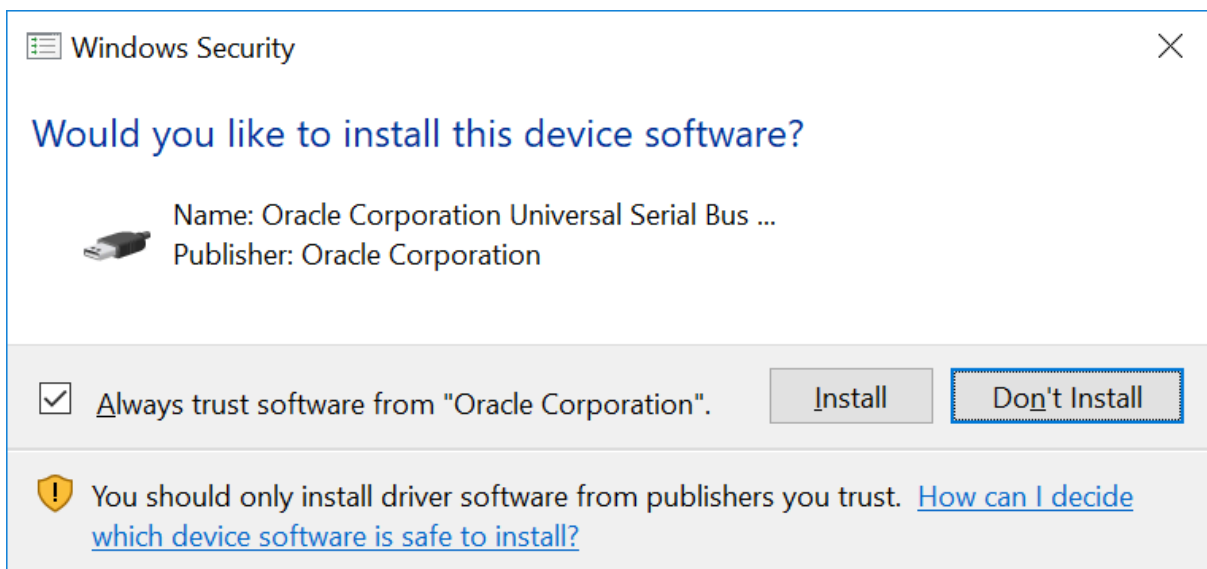 Windows Security
Would you like to install this device software?
Name: Oracle Corporation Universal Serial Bus ...
Publisher: Oracle Corporation
Always trust software from "Oracle Corporation".
Install
Don't Install
You should only install driver software from publishers you trust. How can I decide
which device software is safe to install?